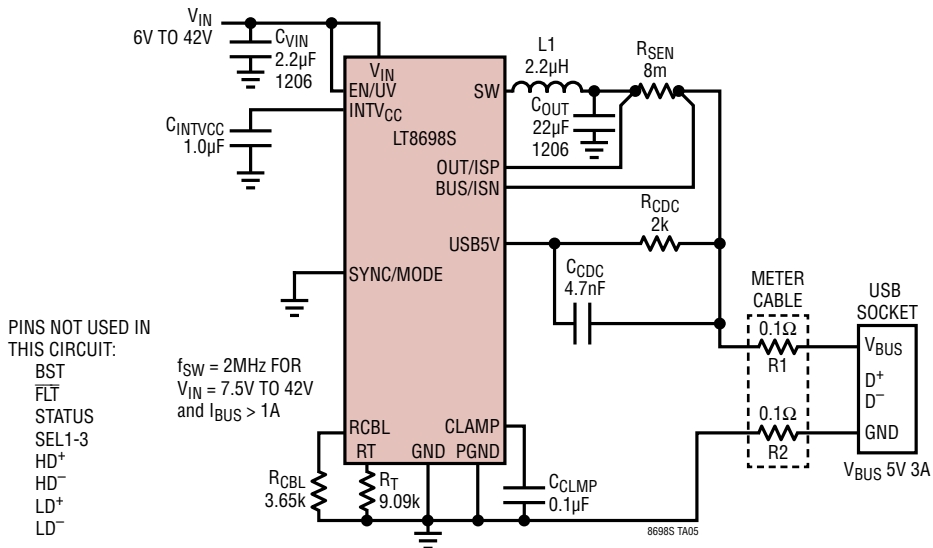 VIN
6V TO 42V
CVIN
2.2µF
1206
VIN
EN/UV
INTVCC
CINTVCC
1.0µF
LT8698S
SW
L1
2.2µH
RSEN
8m
COUT
22µF
1206
OUT/ISP
BUS/ISN
RCDC
2k
USB5V
CCDC
4.7nF
SYNC/MODE
METER
CABLE
USB
SOCKET
0.1Ω
R1
VBUS
D+
D−
GND
0.1Ω
R2
VBUS 5V 3A
PINS NOT USED IN
THIS CIRCUIT:
BST
FLT
STATUS
SEL1-3
HD+
HD−
LD+
LD−
fSW = 2MHz FOR
VIN = 7.5V TO 42V
and IBUS > 1A
RCBL
RT
GND
PGND
CLAMP
RCBL
3.65k
RT
9.09k
CCLMP
0.1µF
8698S TA05